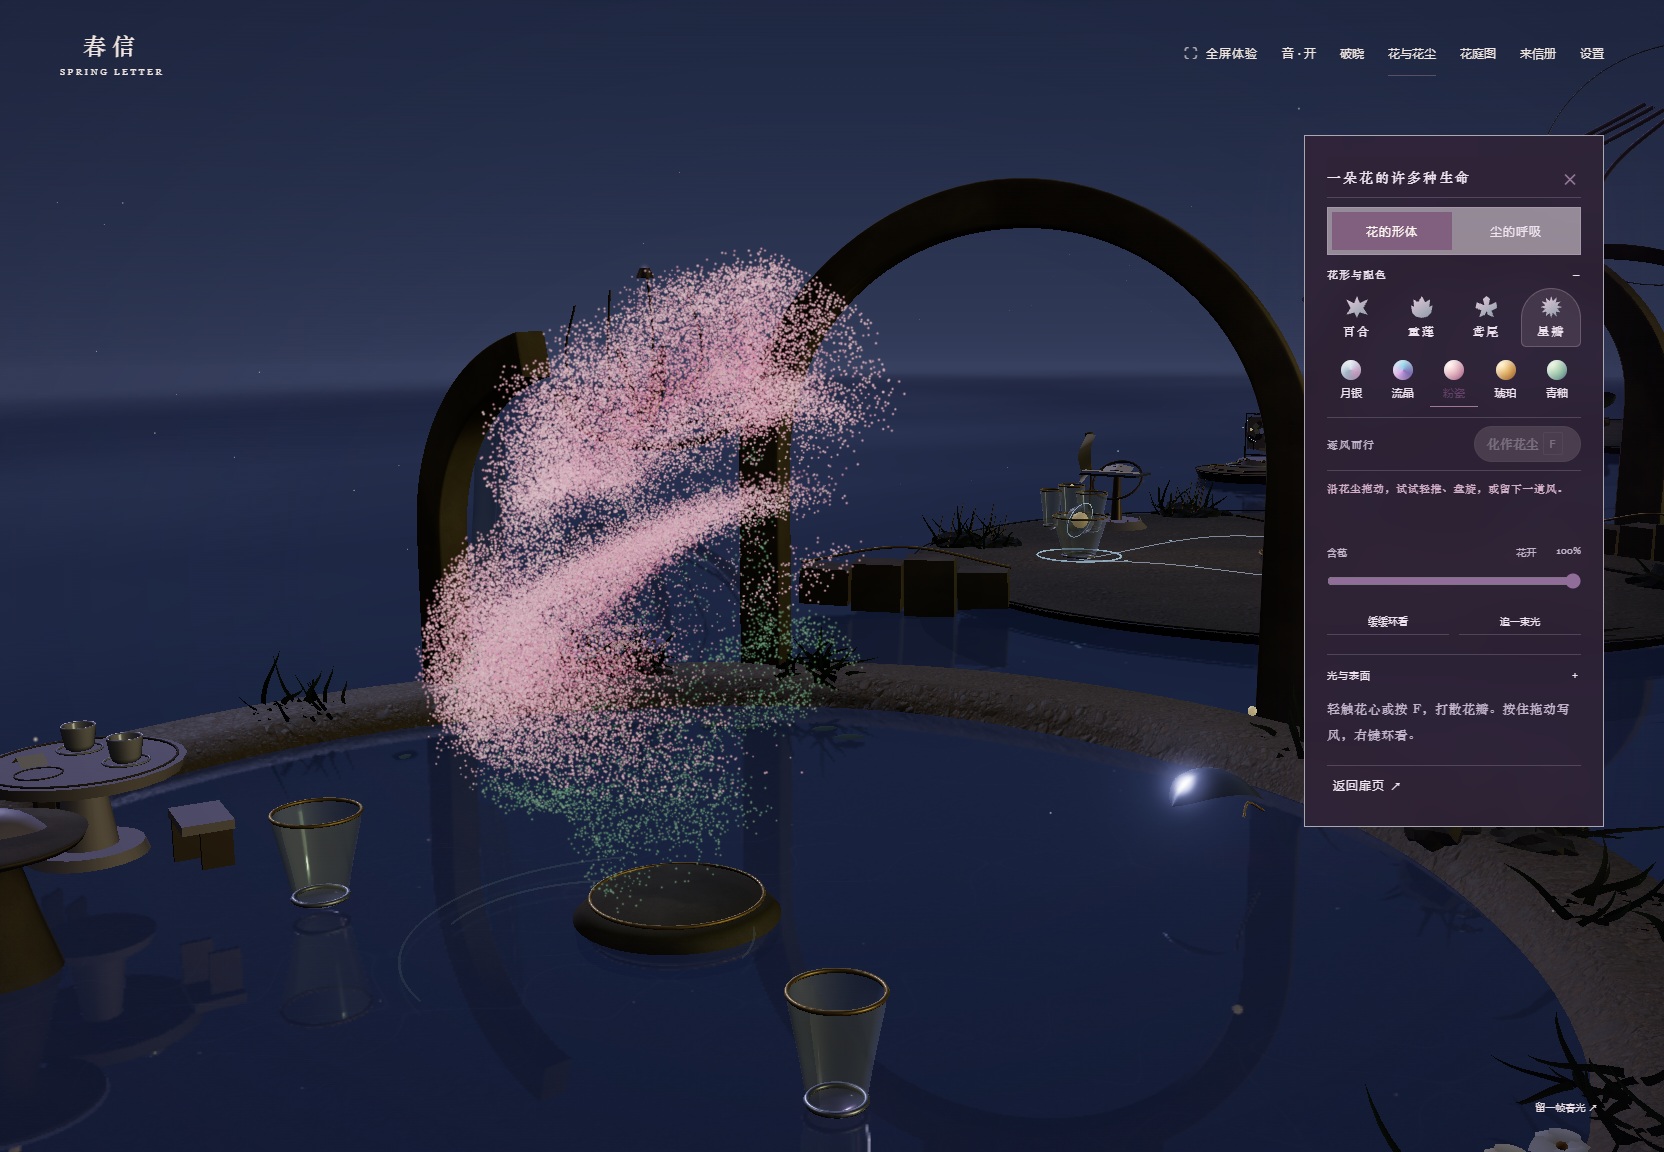 春信
SPRING LETTER
全屏体验 音·开 破晓 花与花尘 花庭图 来信册 设置
一朵花的许多种生命
花的形体 尘的呼吸
花形与配色
百合 重莲 鸢尾 星瓣
月银 流晶 粉瓷 琥珀 青釉
逐风而行 化作花尘 F
沿花尘拖动，试试轻推、盘旋，或留下一道风。
含苞 花开 100%
缓缓环看 追一束光
光与表面 +
轻触花心或按 F，打散花瓣。按住拖动写
风，右键环看。
返回扉页 ↗
留一帧春光 ↗